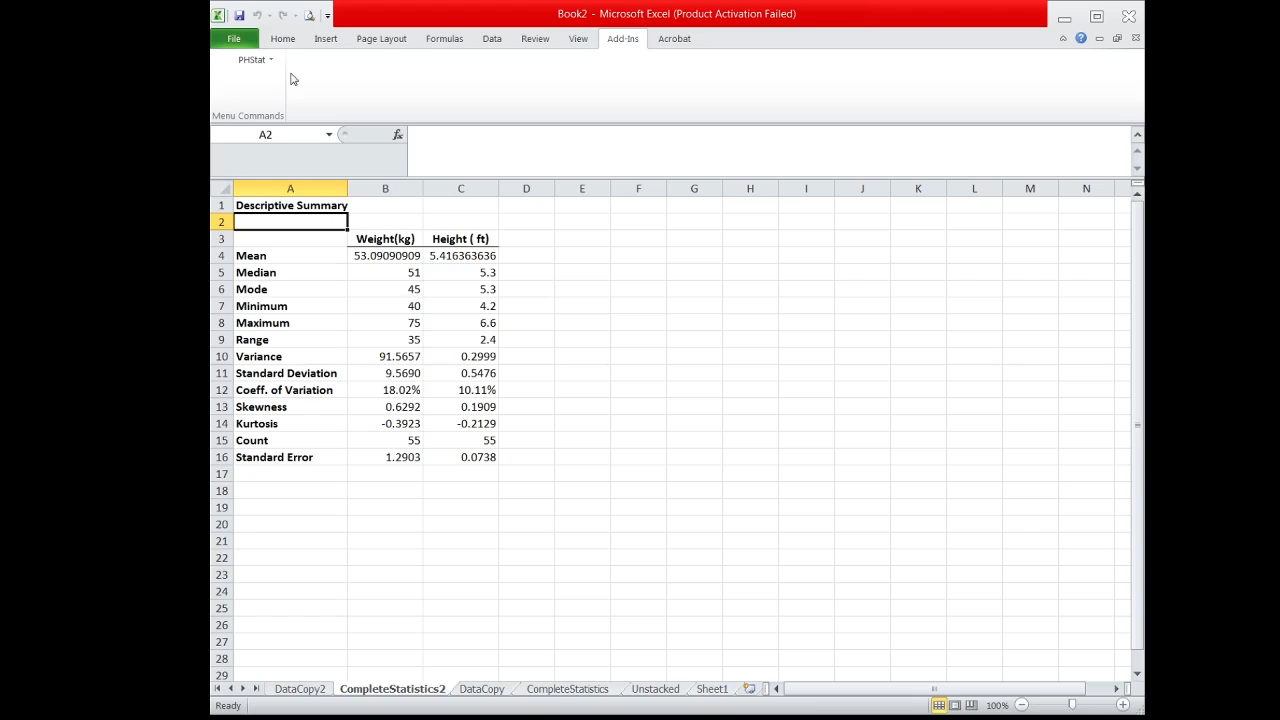 Book2 - Microsoft Excel (Product Activation Failed)
File Home Insert Page Layout Formulas Data Review View Add-Ins Acrobat
PHStat
Menu Commands
A2 fx
A B C D E F G H I J K L M N
1 Descriptive Summary
2
3 Weight(kg) Height ( ft)
4 Mean 53.09090909 5.416363636
5 Median 51 5.3
6 Mode 45 5.3
7 Minimum 40 4.2
8 Maximum 75 6.6
9 Range 35 2.4
10 Variance 91.5657 0.2999
11 Standard Deviation 9.5690 0.5476
12 Coeff. of Variation 18.02% 10.11%
13 Skewness 0.6292 0.1909
14 Kurtosis -0.3923 -0.2129
15 Count 55 55
16 Standard Error 1.2903 0.0738
17
18
19
20
21
22
23
24
25
26
27
28
29
DataCopy2 CompleteStatistics2 DataCopy CompleteStatistics Unstacked Sheet1
Ready 100%